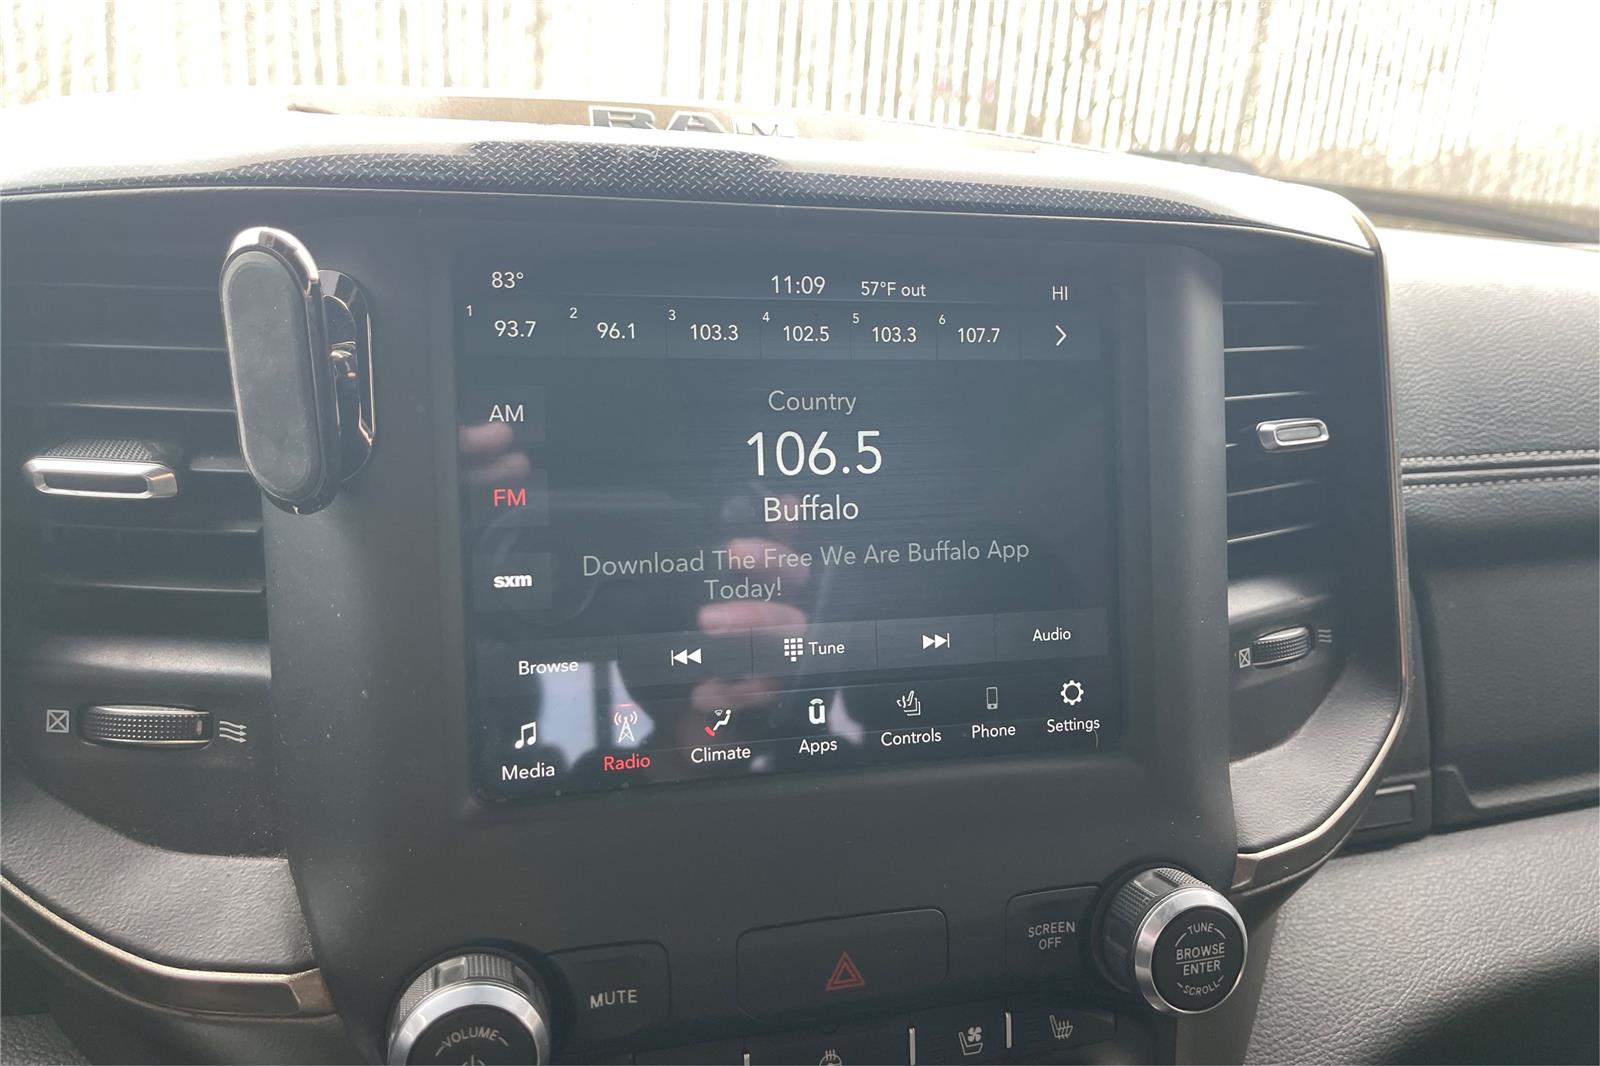 RAM
83° 11:09 57°F out HI
1 93.7 2 96.1 3 103.3 4 102.5 5 103.3 6 107.7
Country
AM
106.5
FM
Buffalo
Download The Free We Are Buffalo App
Today!
sxm
Browse Tune Audio
Media Radio Climate Apps Controls Phone Settings
SCREEN
OFF
TUNE
BROWSE
ENTER
SCROLL
MUTE
VOLUME